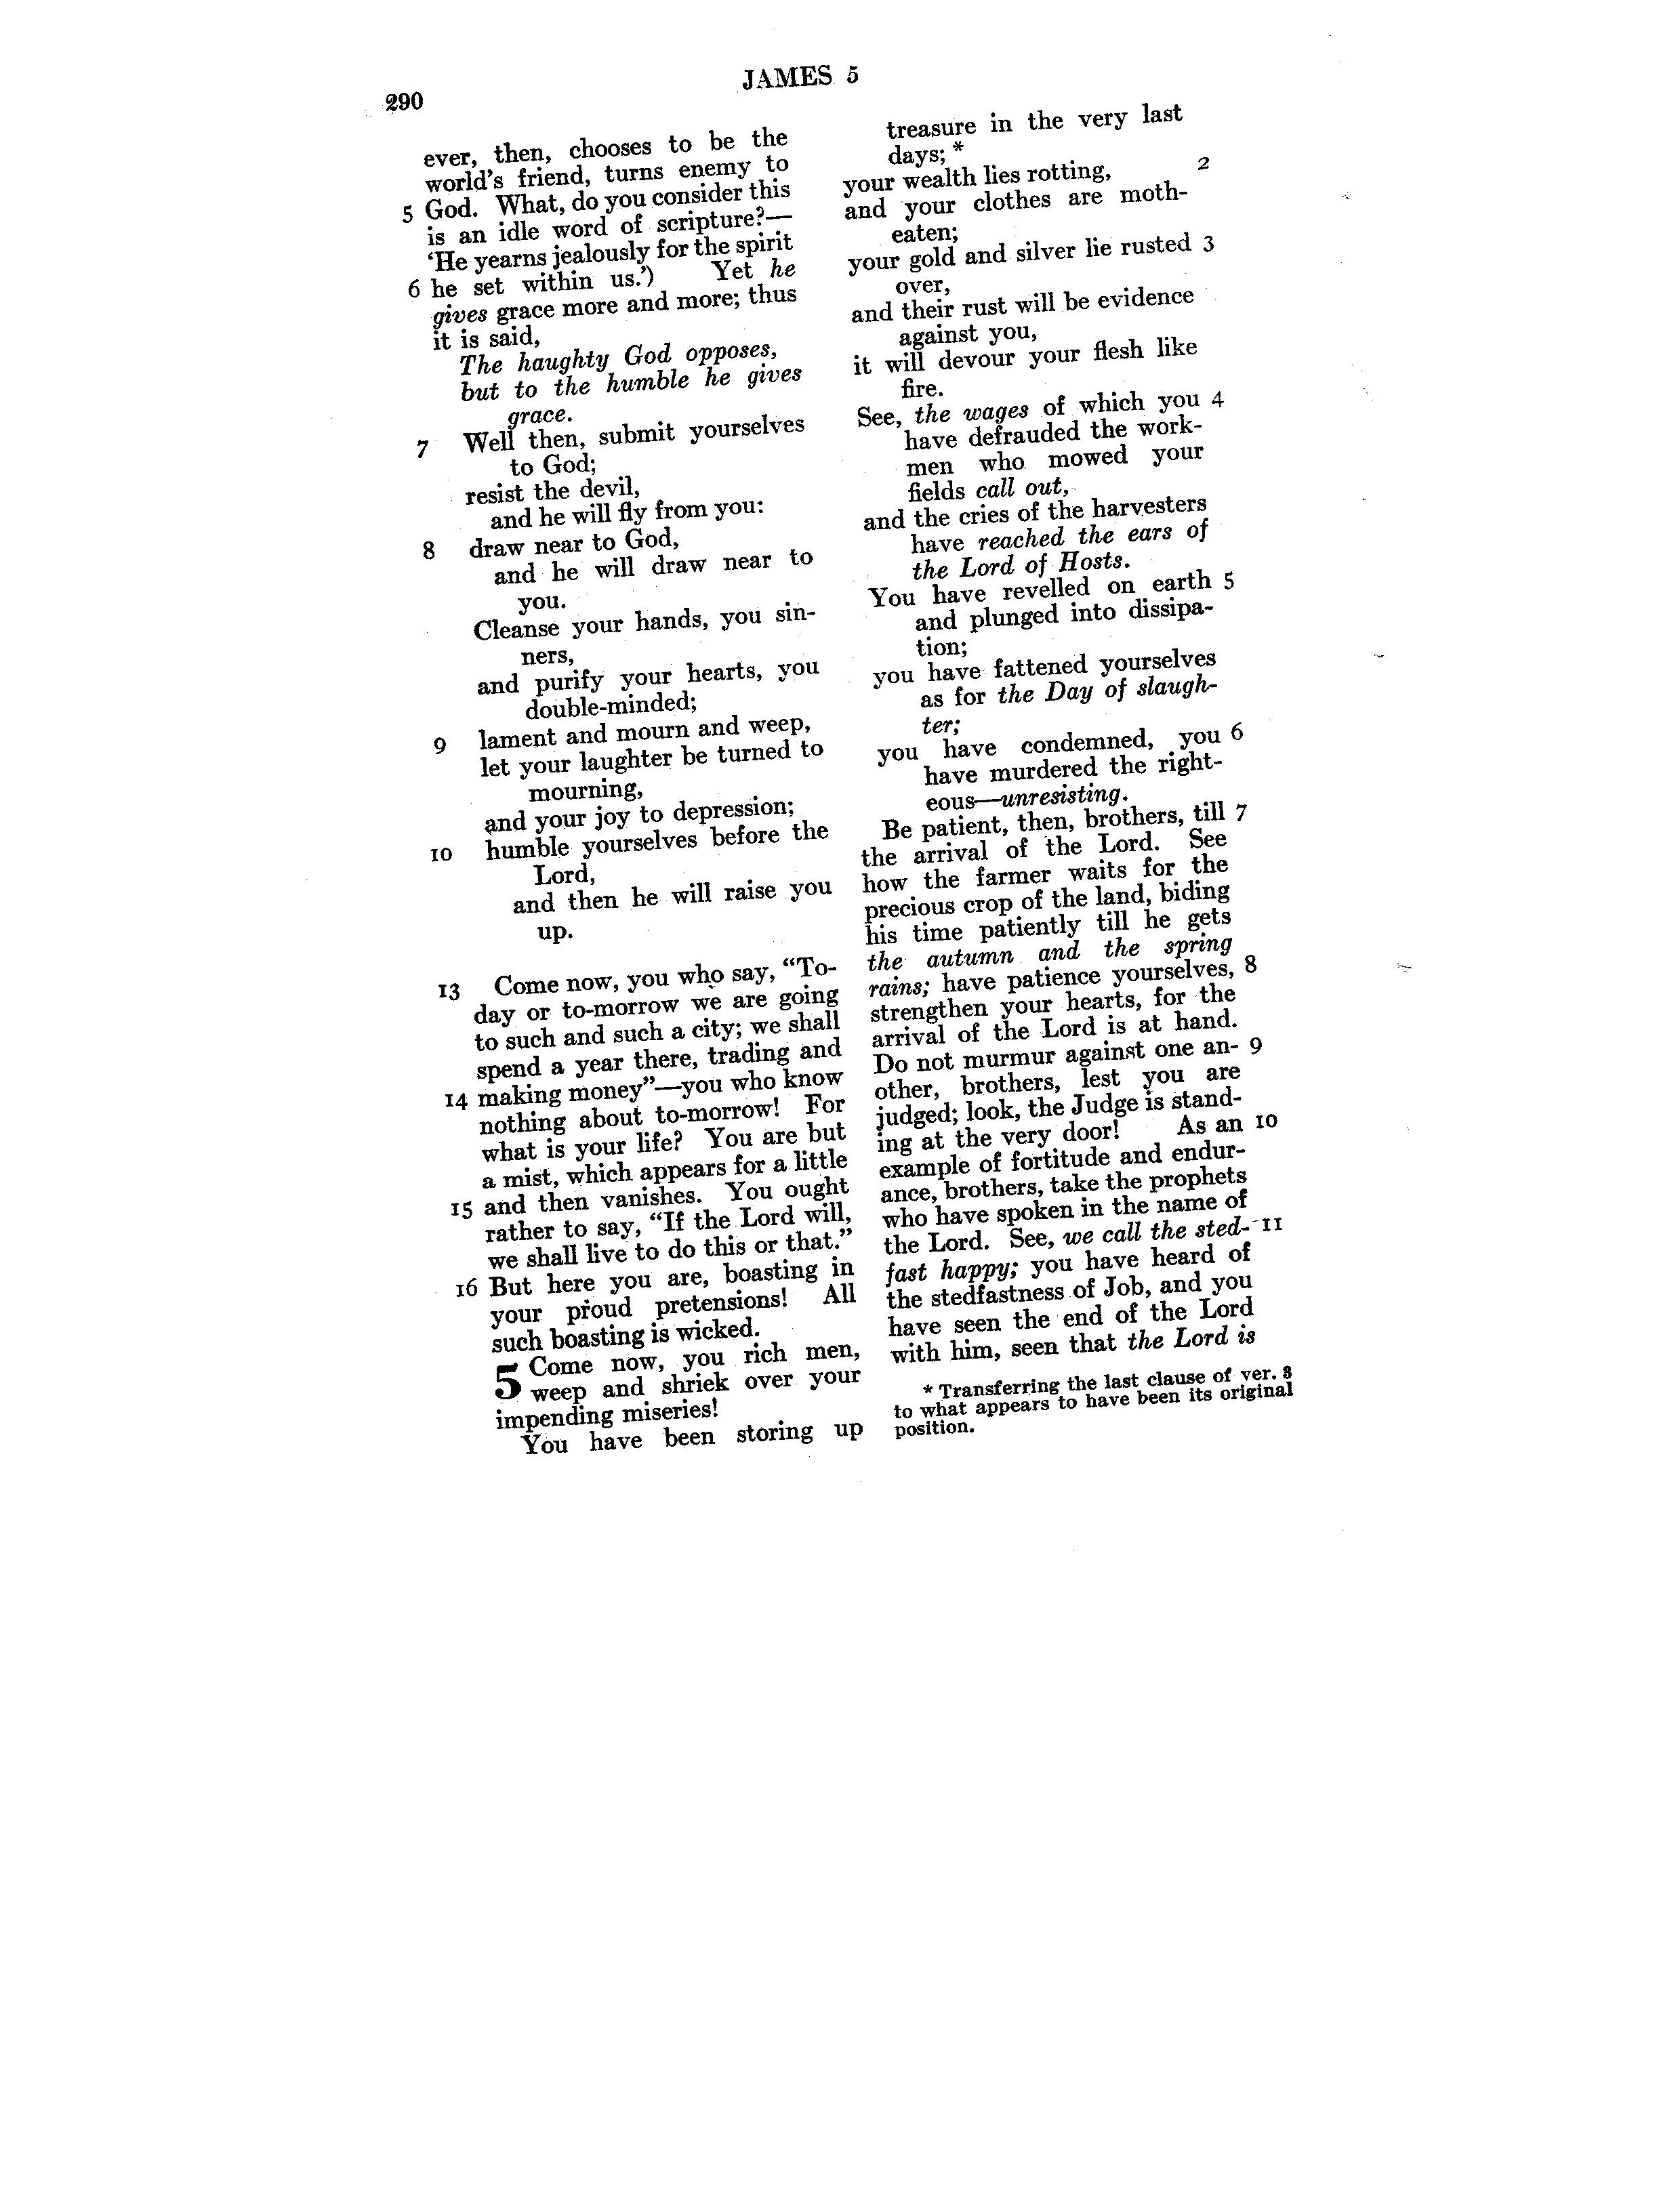 290
JAMES 5
ever, then, chooses to be the
world's friend, turns enemy to
5 God. What, do you consider this
is an idle word of scripture?—
'He yearns jealously for the spirit
6 he set within us.') Yet he
gives grace more and more; thus
it is said,
The haughty God opposes,
but to the humble he gives
grace.
7 Well then, submit yourselves
to God;
resist the devil,
and he will fly from you:
8 draw near to God,
and he will draw near to
you.
Cleanse your hands, you sin-
ners,
and purify your hearts, you
double-minded;
9 lament and mourn and weep,
let your laughter be turned to
mourning,
and your joy to depression;
10 humble yourselves before the
Lord,
and then he will raise you
up.
13 Come now, you who say, “To-
day or to-morrow we are going
to such and such a city; we shall
spend a year there, trading and
14 making money”—you who know
nothing about to-morrow! For
what is your life? You are but
a mist, which appears for a little
15 and then vanishes. You ought
rather to say, “If the Lord will,
we shall live to do this or that.”
16 But here you are, boasting in
your proud pretensions! All
such boasting is wicked.
5 Come now, you rich men,
weep and shriek over your
impending miseries!
You have been storing up
treasure in the very last
days; *
your wealth lies rotting, 2
and your clothes are moth-
eaten;
your gold and silver lie rusted 3
over,
and their rust will be evidence
against you,
it will devour your flesh like
fire.
See, the wages of which you 4
have defrauded the work-
men who mowed your
fields call out,
and the cries of the harvesters
have reached the ears of
the Lord of Hosts.
You have revelled on earth 5
and plunged into dissipa-
tion;
you have fattened yourselves
as for the Day of slaugh-
ter;
you have condemned, you 6
have murdered the right-
eous—unresisting.
Be patient, then, brothers, till 7
the arrival of the Lord. See
how the farmer waits for the
precious crop of the land, biding
his time patiently till he gets
the autumn and the spring
rains; have patience yourselves, 8
strengthen your hearts, for the
arrival of the Lord is at hand.
Do not murmur against one an- 9
other, brothers, lest you are
judged; look, the Judge is stand-
ing at the very door! As an 10
example of fortitude and endur-
ance, brothers, take the prophets
who have spoken in the name of
the Lord. See, we call the sted- 11
fast happy; you have heard of
the stedfastness of Job, and you
have seen the end of the Lord
with him, seen that the Lord is
* Transferring the last clause of ver. 3
to what appears to have been its original
position.